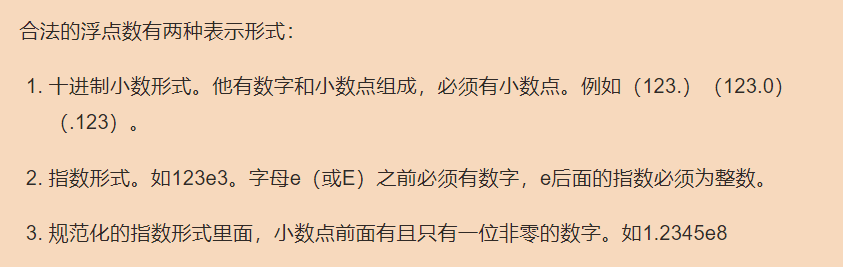 合法的浮点数有两种表示形式：
1. 十进制小数形式。他有数字和小数点组成，必须有小数点。例如（123.）（123.0）
（.123）。
2. 指数形式。如123e3。字母e（或E）之前必须有数字，e后面的指数必须为整数。
3. 规范化的指数形式里面，小数点前面有且只有一位非零的数字。如1.2345e8